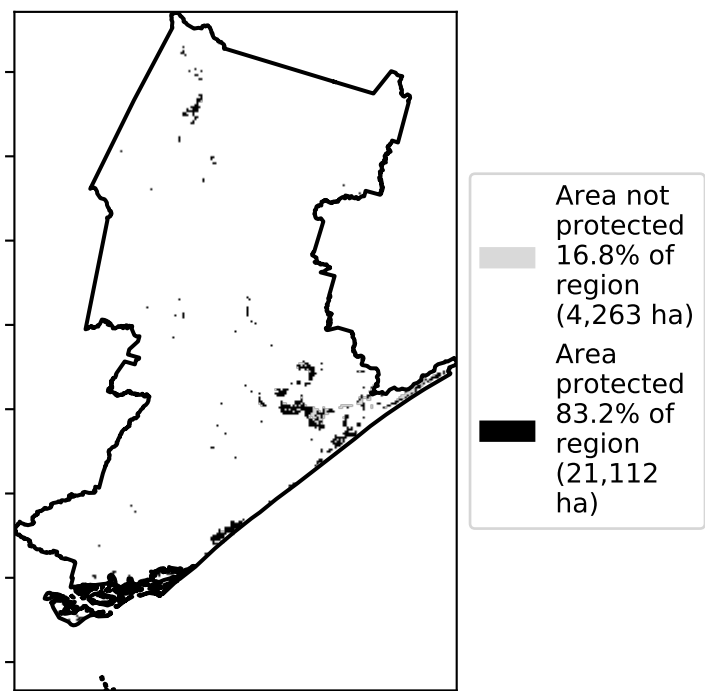 Area not
protected
16.8% of
region
(4,263 ha)
Area
protected
83.2% of
region
(21,112
ha)